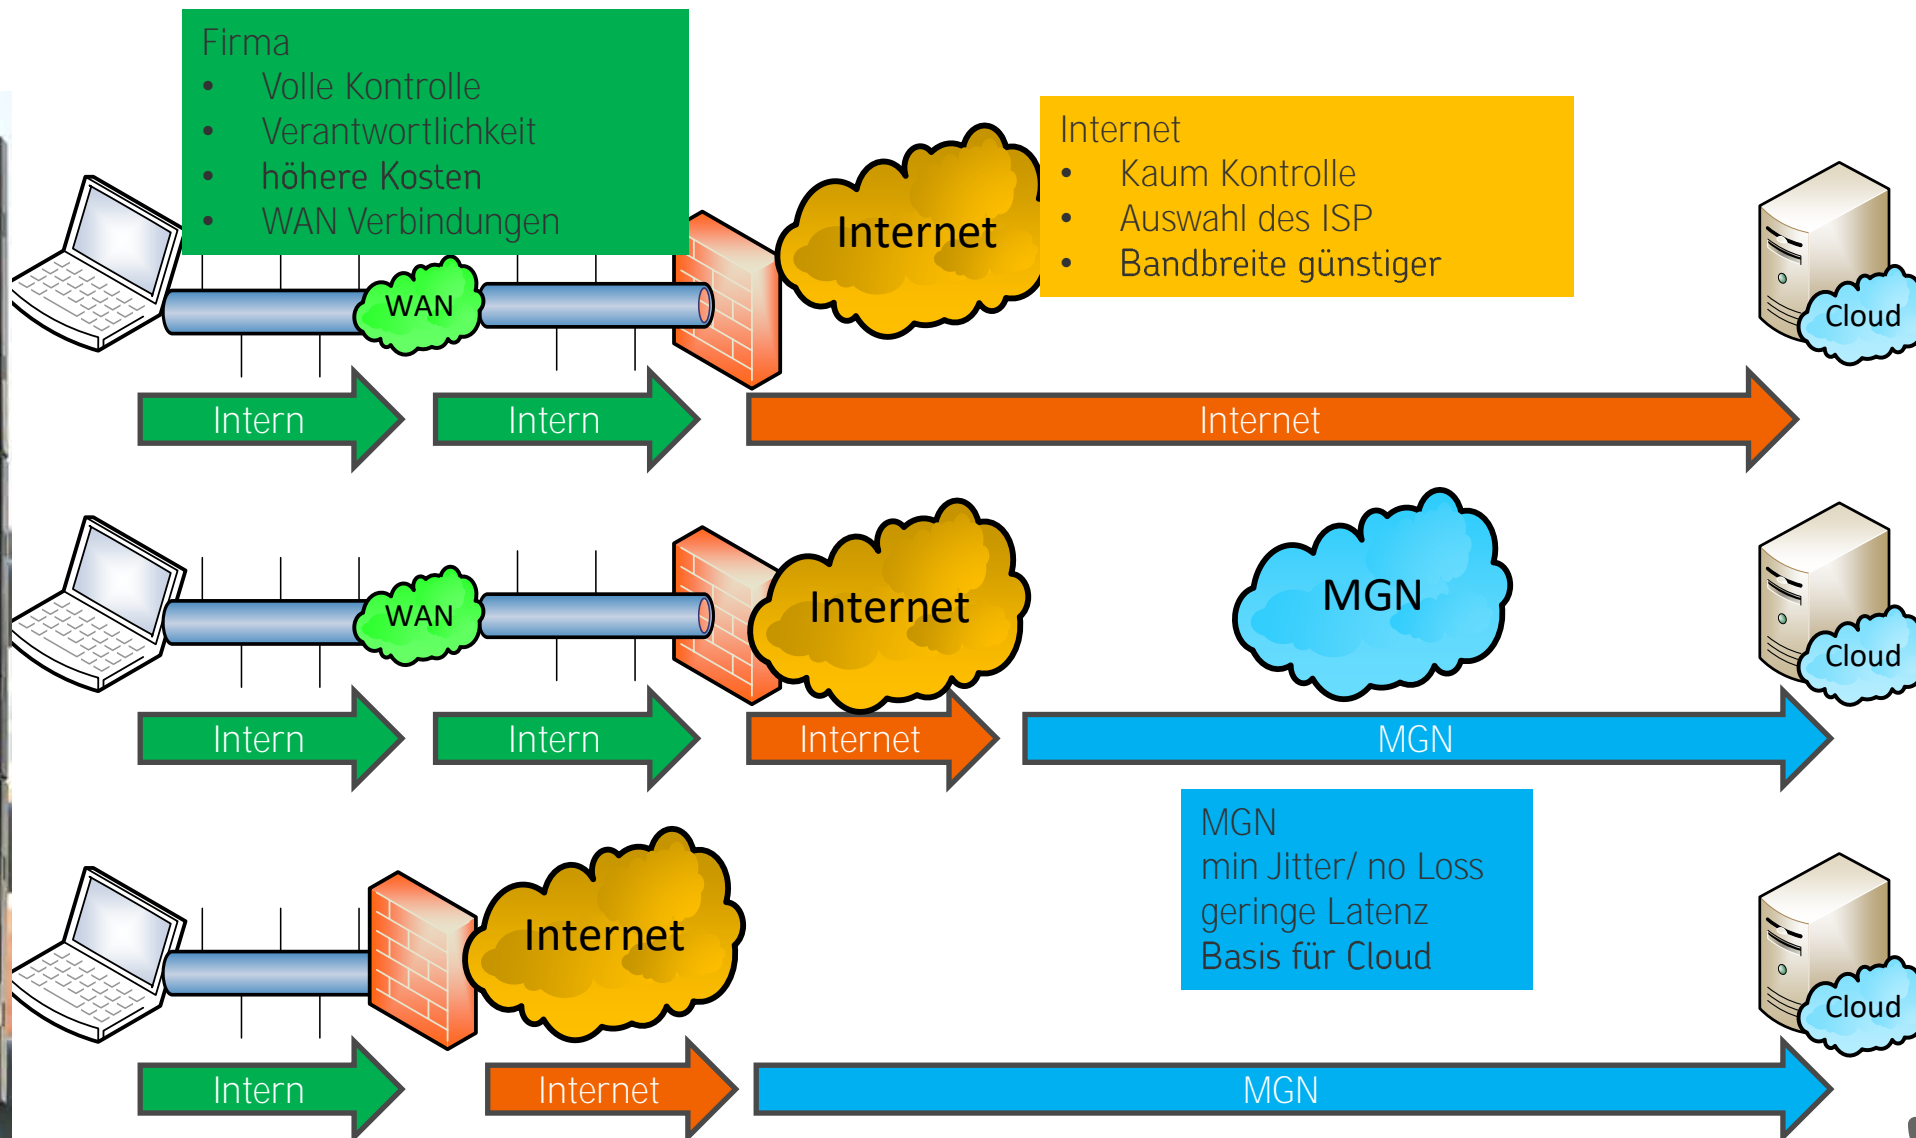 Firma
• Volle Kontrolle
• Verantwortlichkeit
• höhere Kosten
• WAN Verbindungen
Internet
• Kaum Kontrolle
• Auswahl des ISP
• Bandbreite günstiger
Internet
WAN
Cloud
Intern
Intern
Internet
WAN
Internet
MGN
Cloud
Intern
Intern
Internet
MGN
MGN
min Jitter/ no Loss
geringe Latenz
Basis für Cloud
Internet
Cloud
Intern
Internet
MGN